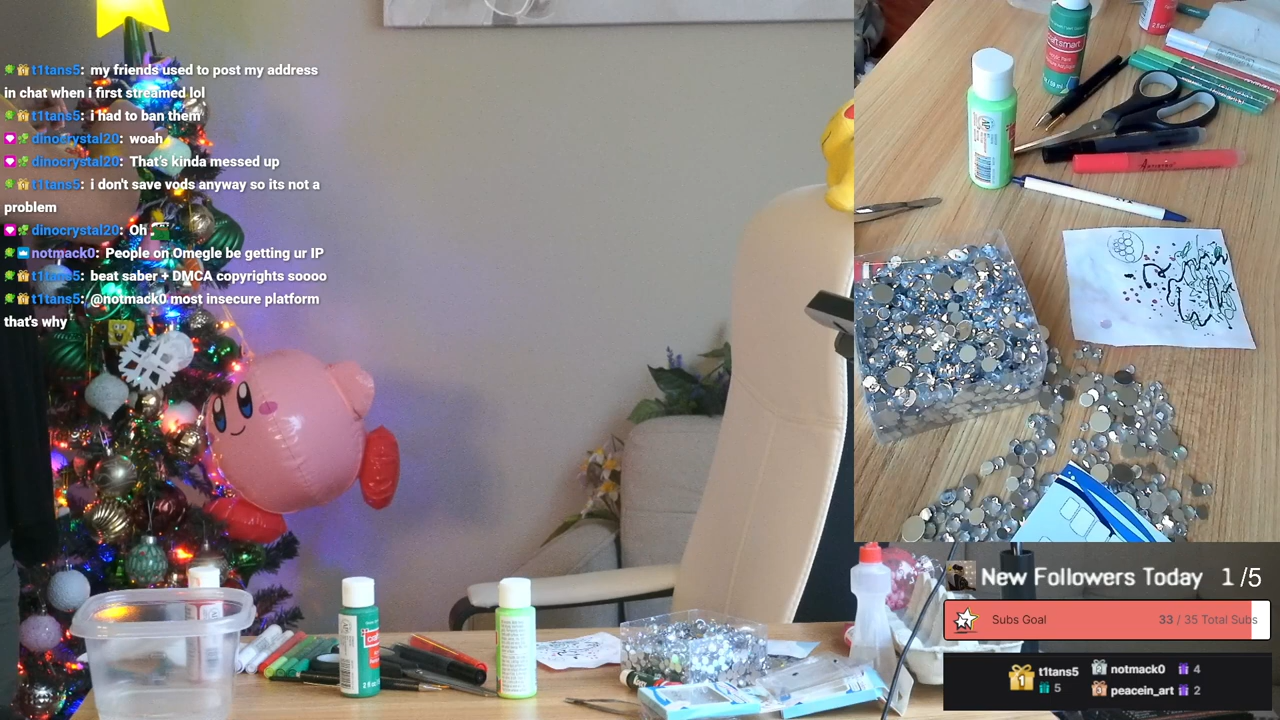 t1tans5: my friends used to post my address
in chat when i first streamed lol
t1tans5: i had to ban them
dinocrystal20: woah
dinocrystal20: That's kinda messed up
t1tans5: i don't save vods anyway so its not a
problem
dinocrystal20: Oh
notmack0: People on Omegle be getting ur IP
t1tans5: beat saber + DMCA copyrights soooo
t1tans5: @notmack0 most insecure platform
that's why
craftsmart
New Followers Today 1 /5
Subs Goal 33 / 35 Total Subs
1 t1tans5 5
notmack0 4
peacein_art 2